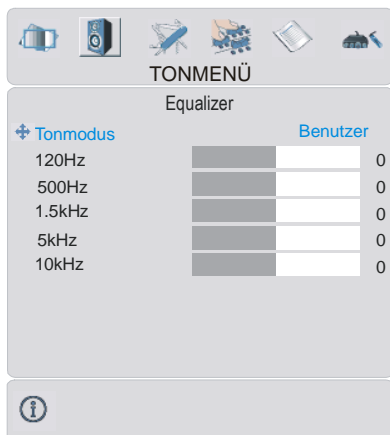 TONMENÜ
Equalizer
Tonmodus Benutzer
120Hz 0
500Hz 0
1.5kHz 0
5kHz 0
10kHz 0